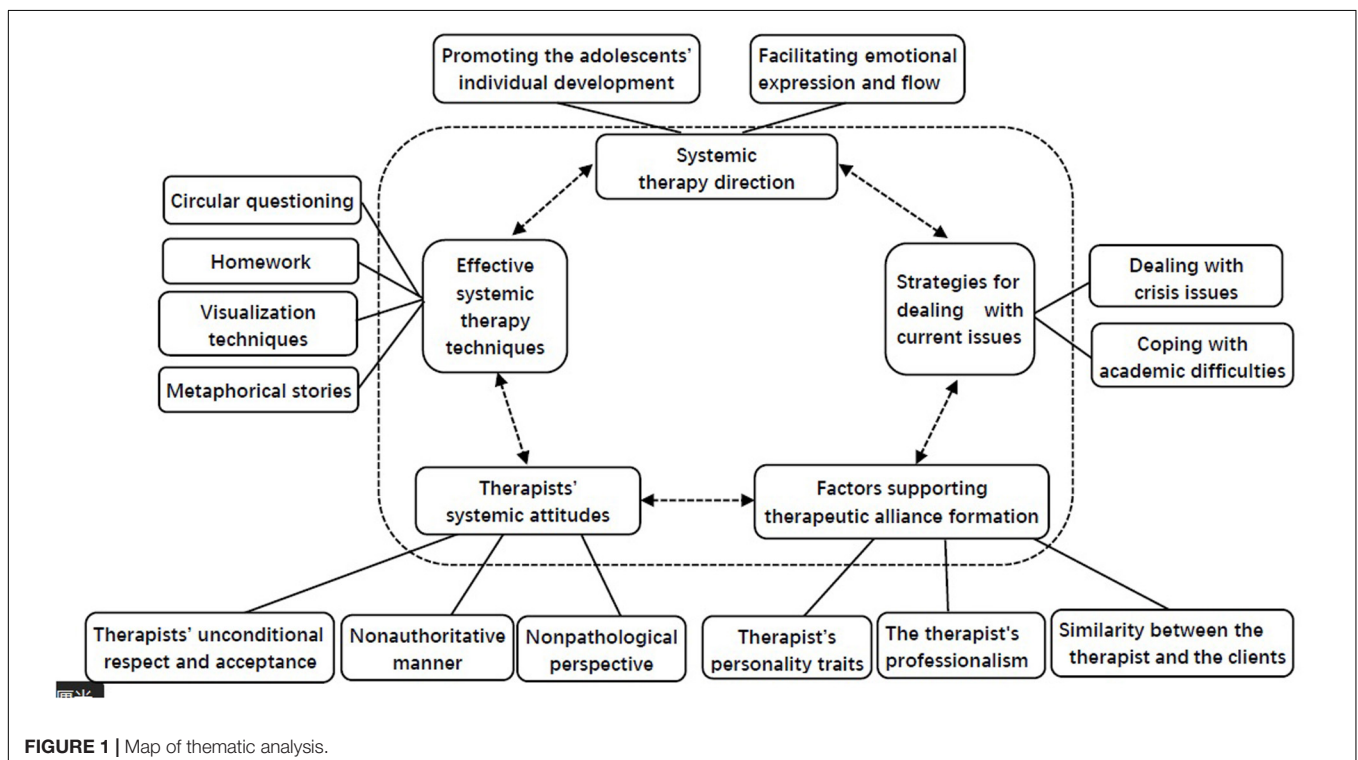 Promoting the adolescents'
individual development
Facilitating emotional
expression and flow
Systemic
therapy direction
Circular questioning
Homework
Visualization
techniques
Metaphorical stories
Effective
systemic
therapy
techniques
Strategies for
dealing with
current issues
Dealing with
crisis issues
Coping with
academic difficulties
Therapists'
systemic attitudes
Factors supporting
therapeutic alliance formation
Therapists' unconditional
respect and acceptance
Nonauthoritative
manner
Nonpathological
perspective
Therapist's
personality traits
The therapist's
professionalism
Similarity between the
therapist and the clients
FIGURE 1 | Map of thematic analysis.